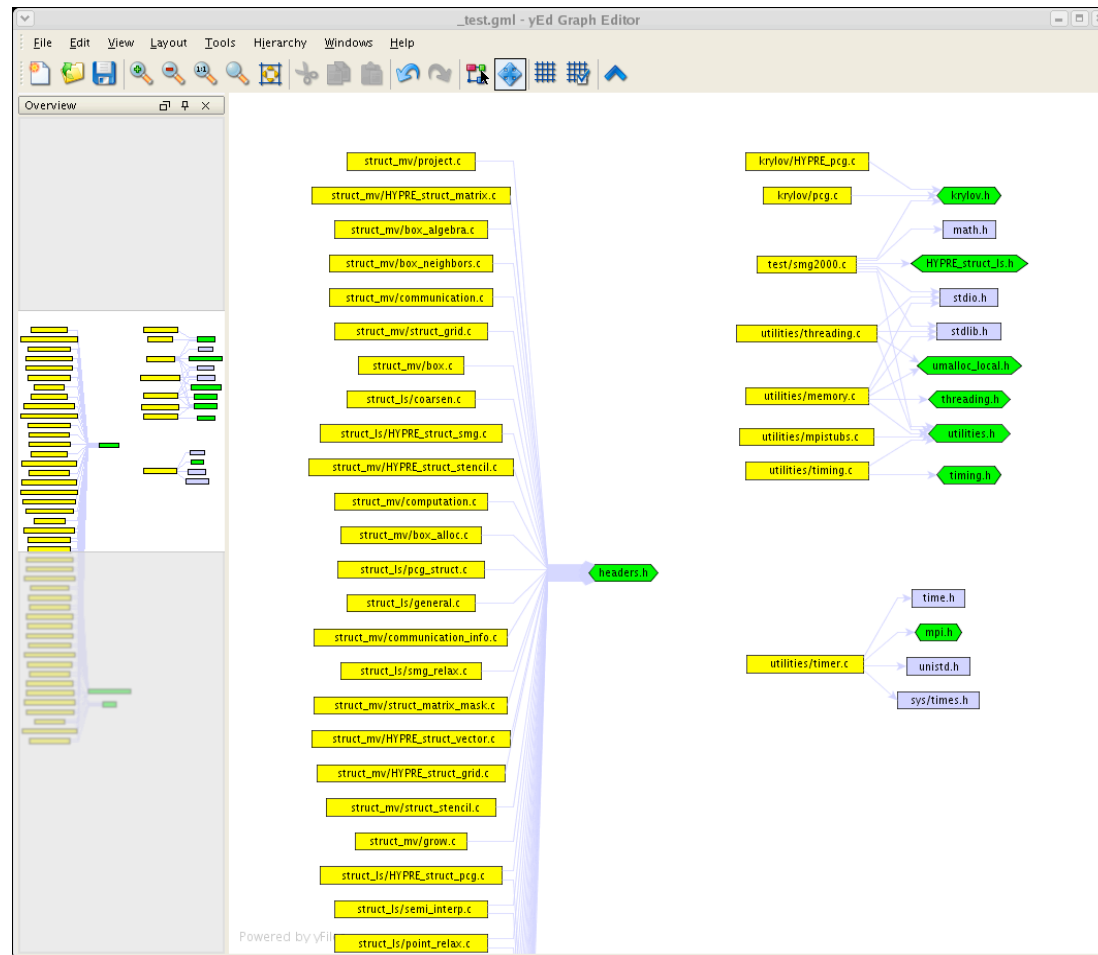 _test.gml - yEd Graph Editor
File Edit View Layout Tools Hierarchy Windows Help
Overview
struct_mv/project.c
struct_mv/HYPRE_struct_matrix.c
struct_mv/box_algebra.c
struct_mv/box_neighbors.c
struct_mv/communication.c
struct_mv/struct_grid.c
struct_mv/box.c
struct_ls/coarsen.c
struct_ls/HYPRE_struct_smg.c
struct_mv/HYPRE_struct_stencil.c
struct_mv/computation.c
struct_mv/box_alloc.c
struct_ls/pcg_struct.c
struct_ls/general.c
struct_mv/communication_info.c
struct_ls/smg_relax.c
struct_mv/struct_matrix_mask.c
struct_mv/HYPRE_struct_vector.c
struct_mv/HYPRE_struct_grid.c
struct_mv/struct_stencil.c
struct_mv/grow.c
struct_ls/HYPRE_struct_pcg.c
struct_ls/semi_interp.c
struct_ls/point_relax.c
headers.h
krylov/HYPRE_pcg.c
krylov/pcg.c
test/smg2000.c
utilities/threading.c
utilities/memory.c
utilities/mpistubs.c
utilities/timing.c
krylov.h
math.h
HYPRE_struct_ls.h
stdio.h
stdlib.h
umalloc_local.h
threading.h
utilities.h
timing.h
utilities/timer.c
time.h
mpi.h
unistd.h
sys/times.h
Powered by yFil